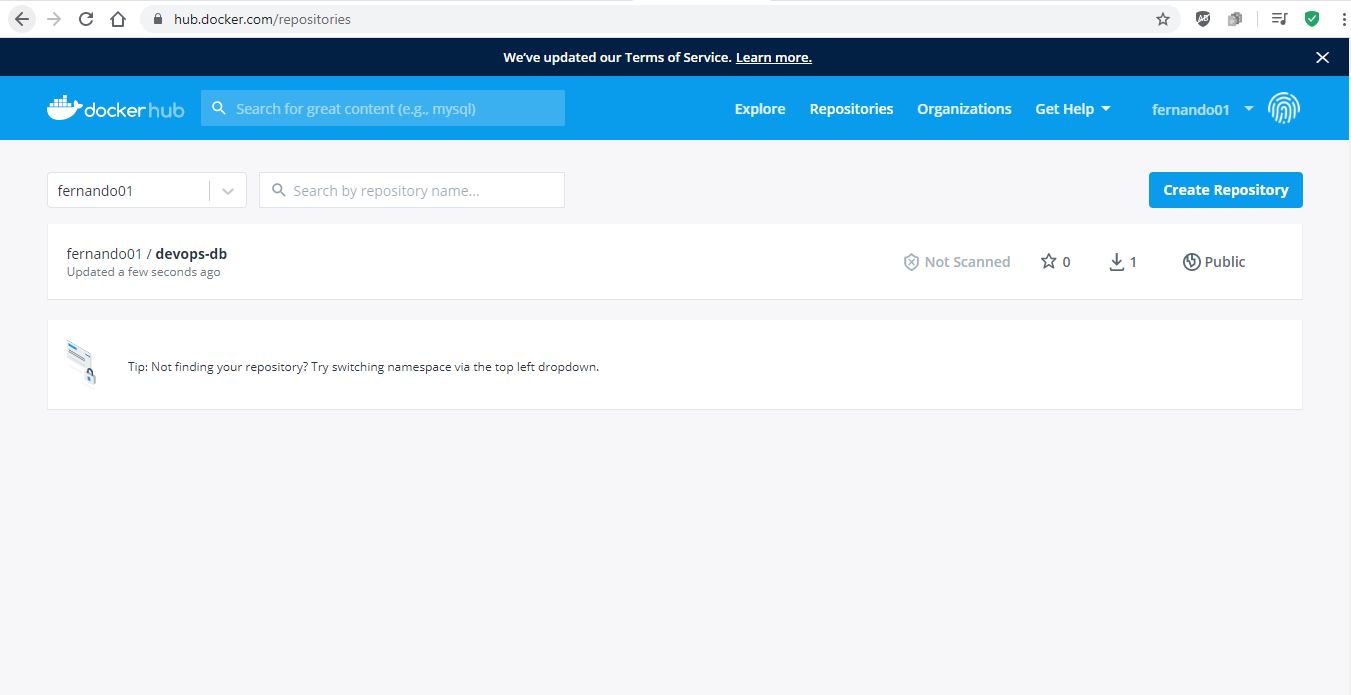 hub.docker.com/repositories
We've updated our Terms of Service. Learn more.
dockerhub
Search for great content (e.g., mysql)
Explore
Repositories
Organizations
Get Help
fernando01
fernando01
Search by repository name...
Create Repository
fernando01 / devops-db
Updated a few seconds ago
Not Scanned
0
1
Public
Tip: Not finding your repository? Try switching namespace via the top left dropdown.